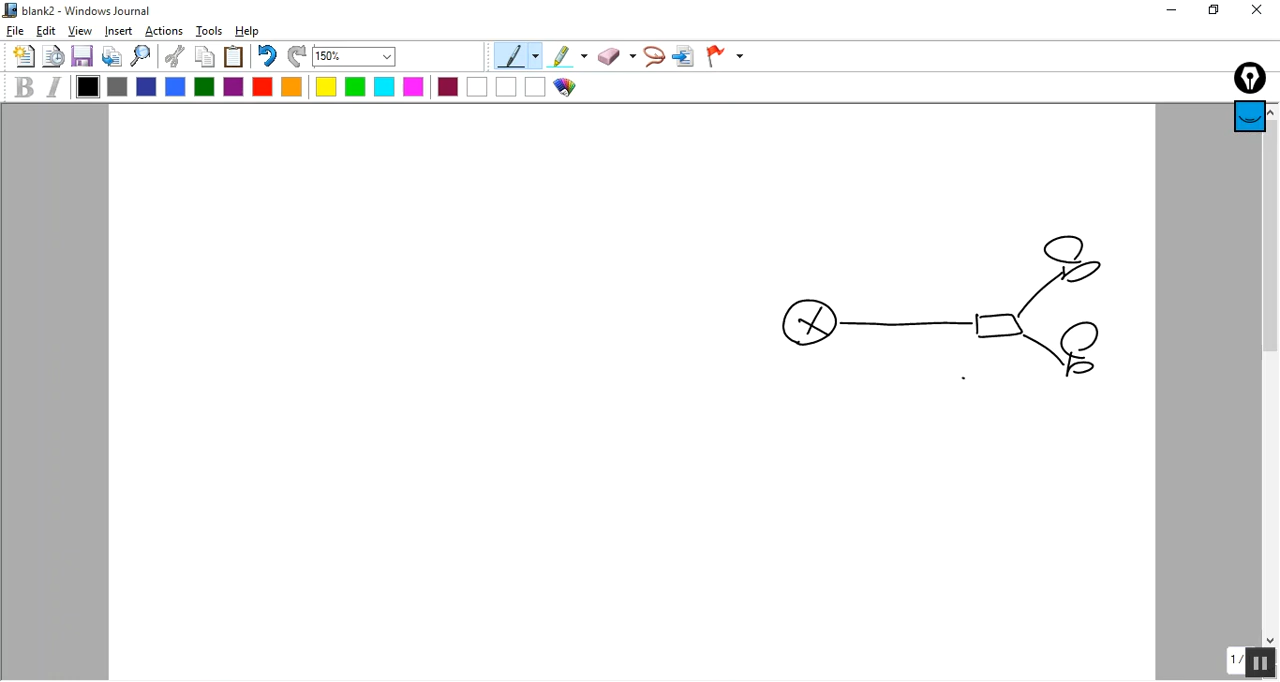 blank2 - Windows Journal
File Edit View Insert Actions Tools Help
150%
B I
1 /